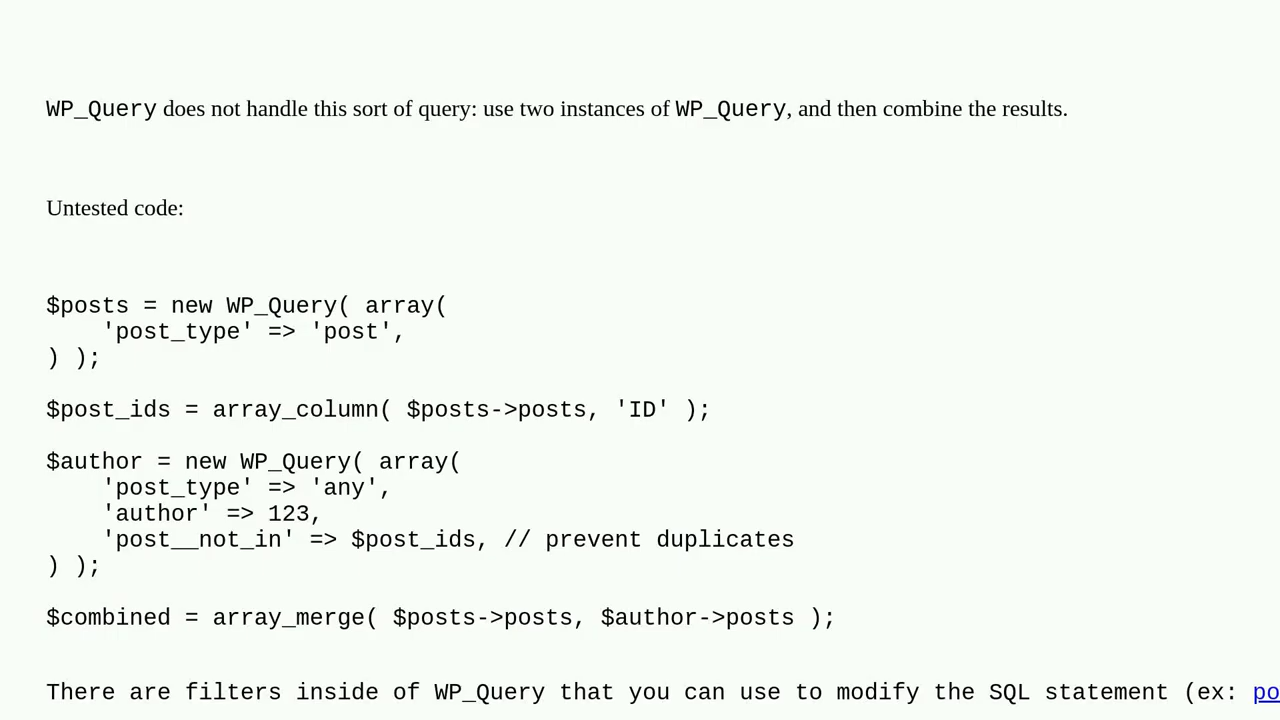 WP_Query does not handle this sort of query: use two instances of WP_Query, and then combine the results.
Untested code:
$posts = new WP_Query( array(
    'post_type' => 'post',
) );
$post_ids = array_column( $posts->posts, 'ID' );
$author = new WP_Query( array(
    'post_type' => 'any',
    'author' => 123,
    'post__not_in' => $post_ids, // prevent duplicates
) );
$combined = array_merge( $posts->posts, $author->posts );
There are filters inside of WP_Query that you can use to modify the SQL statement (ex: po